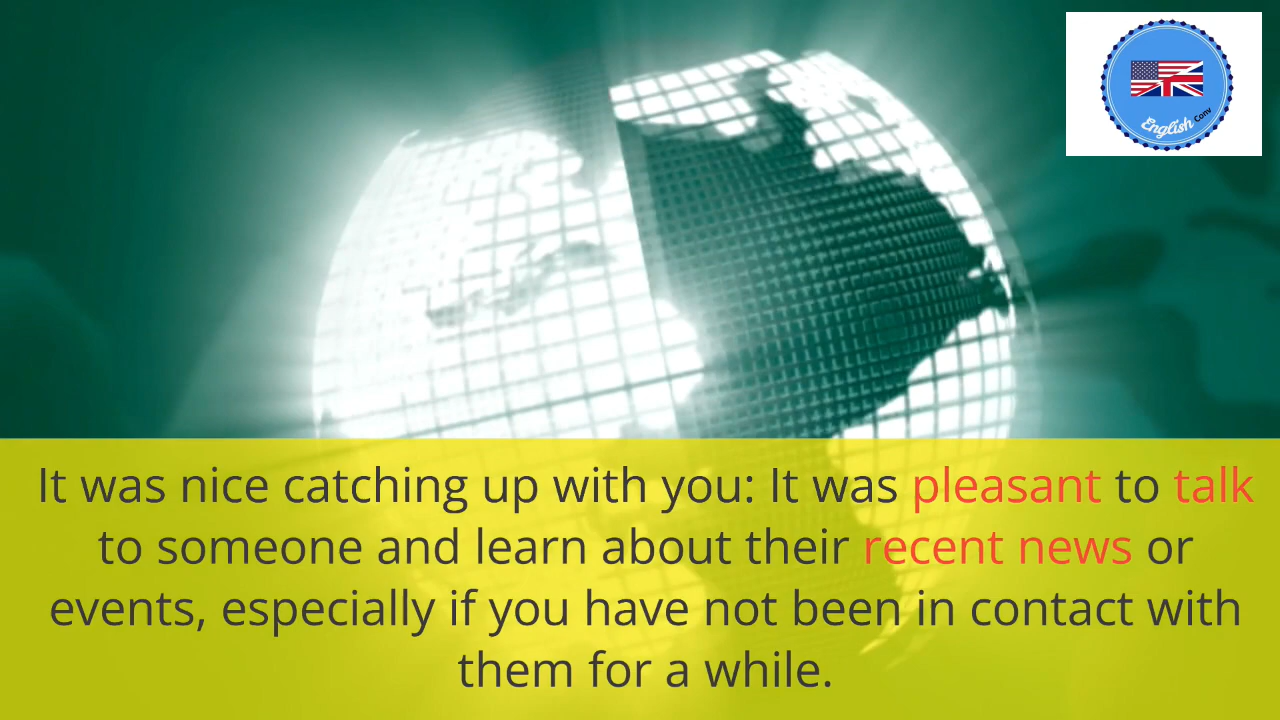 English Conv
It was nice catching up with you: It was pleasant to talk
to someone and learn about their recent news or
events, especially if you have not been in contact with
them for a while.